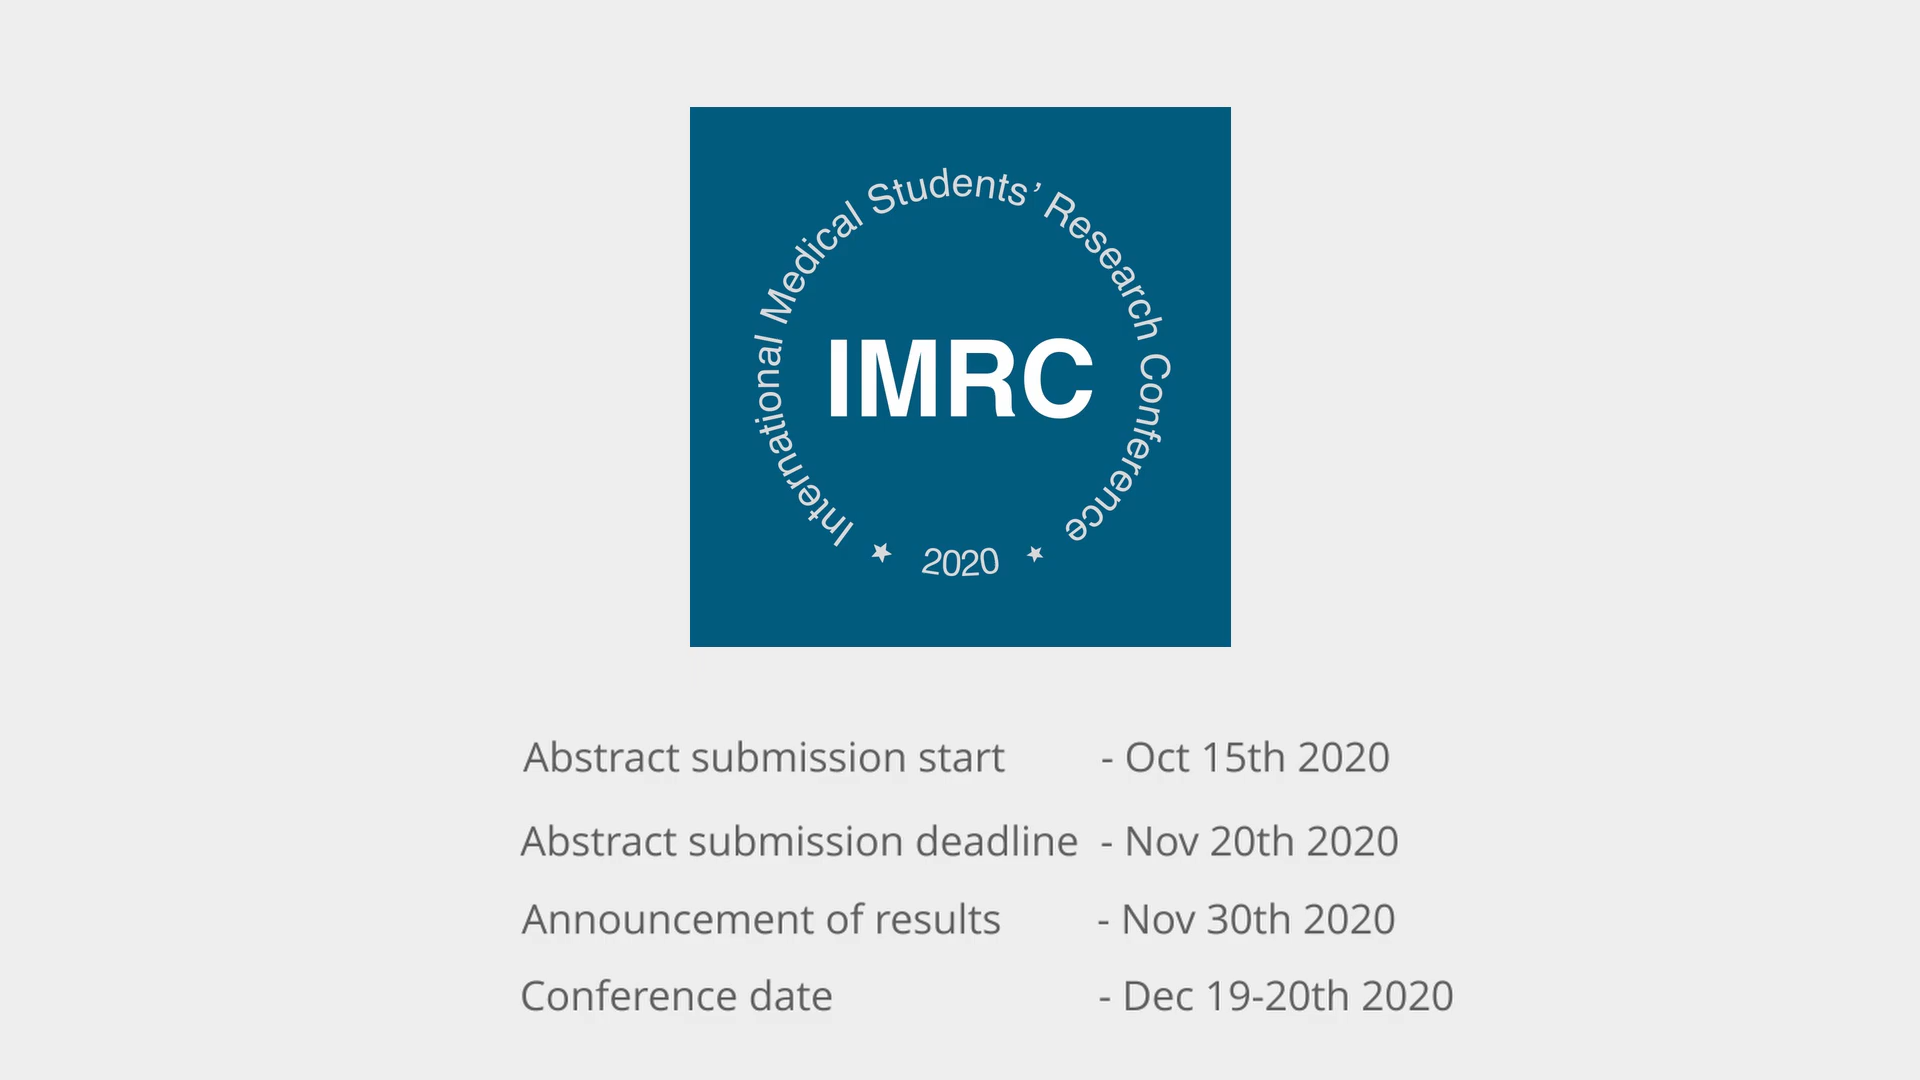 International Medical Students’ Research Conference
IMRC
★ 2020 ★
Abstract submission start - Oct 15th 2020
Abstract submission deadline - Nov 20th 2020
Announcement of results - Nov 30th 2020
Conference date - Dec 19-20th 2020